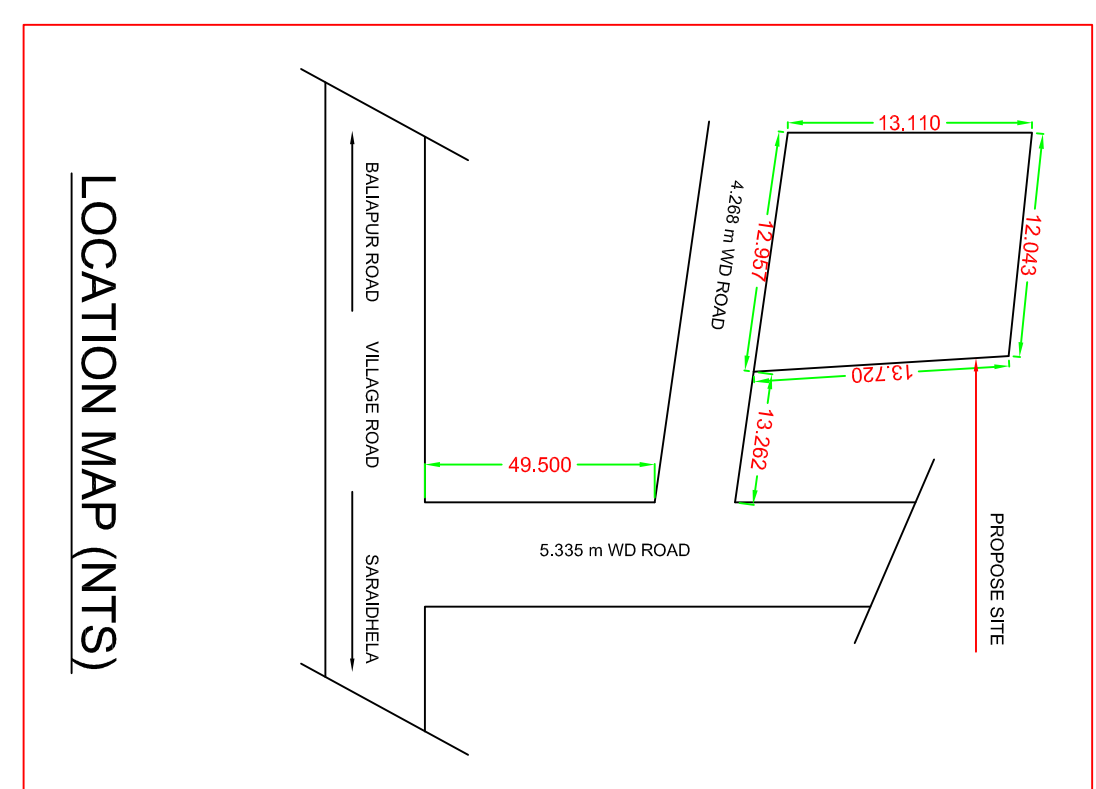 LOCATION MAP (NTS)
BALIAPUR ROAD
VILLAGE ROAD
SARAIDHELA
49.500
5.335 m WD ROAD
4.268 m WD ROAD
12.957
13.110
12.043
13.720
13.262
PROPOSE SITE